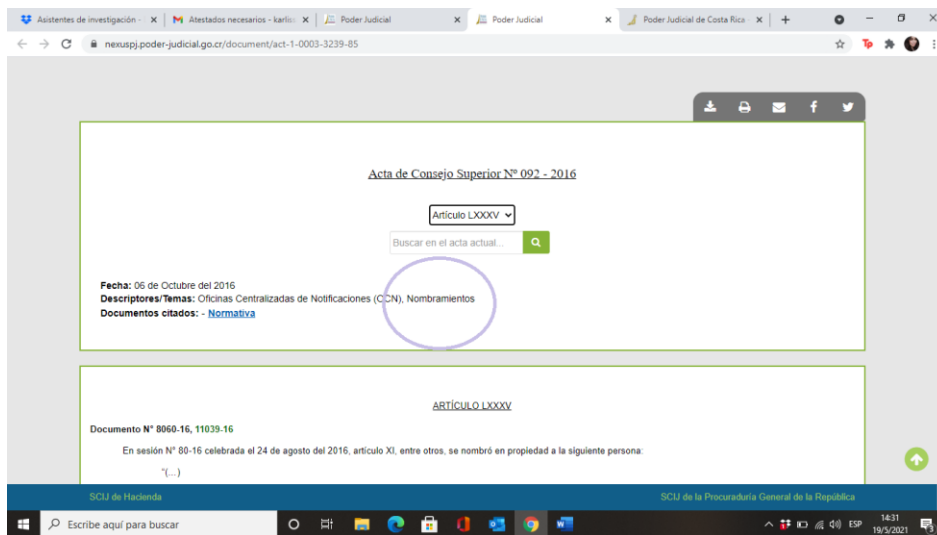 Asistentes de investigación -
Atestados necesarios - karlis
Poder Judicial
Poder Judicial
Poder Judicial de Costa Rica -
nexuspj.poder-judicial.go.cr/document/act-1-0003-3239-85
Tp
Acta de Consejo Superior Nº 092 - 2016
Artículo LXXXV
Buscar en el acta actual...
Fecha: 06 de Octubre del 2016
Descriptores/Temas: Oficinas Centralizadas de Notificaciones (OCN), Nombramientos
Documentos citados: - Normativa
ARTÍCULO LXXXV
Documento N° 8060-16, 11039-16
En sesión N° 80-16 celebrada el 24 de agosto del 2016, artículo XI, entre otros, se nombró en propiedad a la siguiente persona:
"(...)
SCIJ de Hacienda
SCIJ de la Procuraduría General de la República
Escribe aquí para buscar
ESP
14:31
19/5/2021